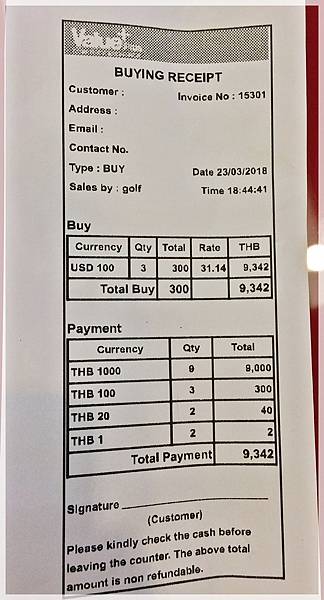 Value+
BUYING RECEIPT
Customer :
Invoice No : 15301
Address :
Email :
Contact No.
Type : BUY
Date 23/03/2018
Sales by : golf
Time 18:44:41
Buy
Currency Qty Total Rate THB
USD 100 3 300 31.14 9,342
Total Buy 300 9,342
Payment
Currency Qty Total
THB 1000 9 9,000
THB 100 3 300
THB 20 2 40
THB 1 2 2
Total Payment 9,342
Signature
(Customer)
Please kindly check the cash before
leaving the counter. The above total
amount is non refundable.